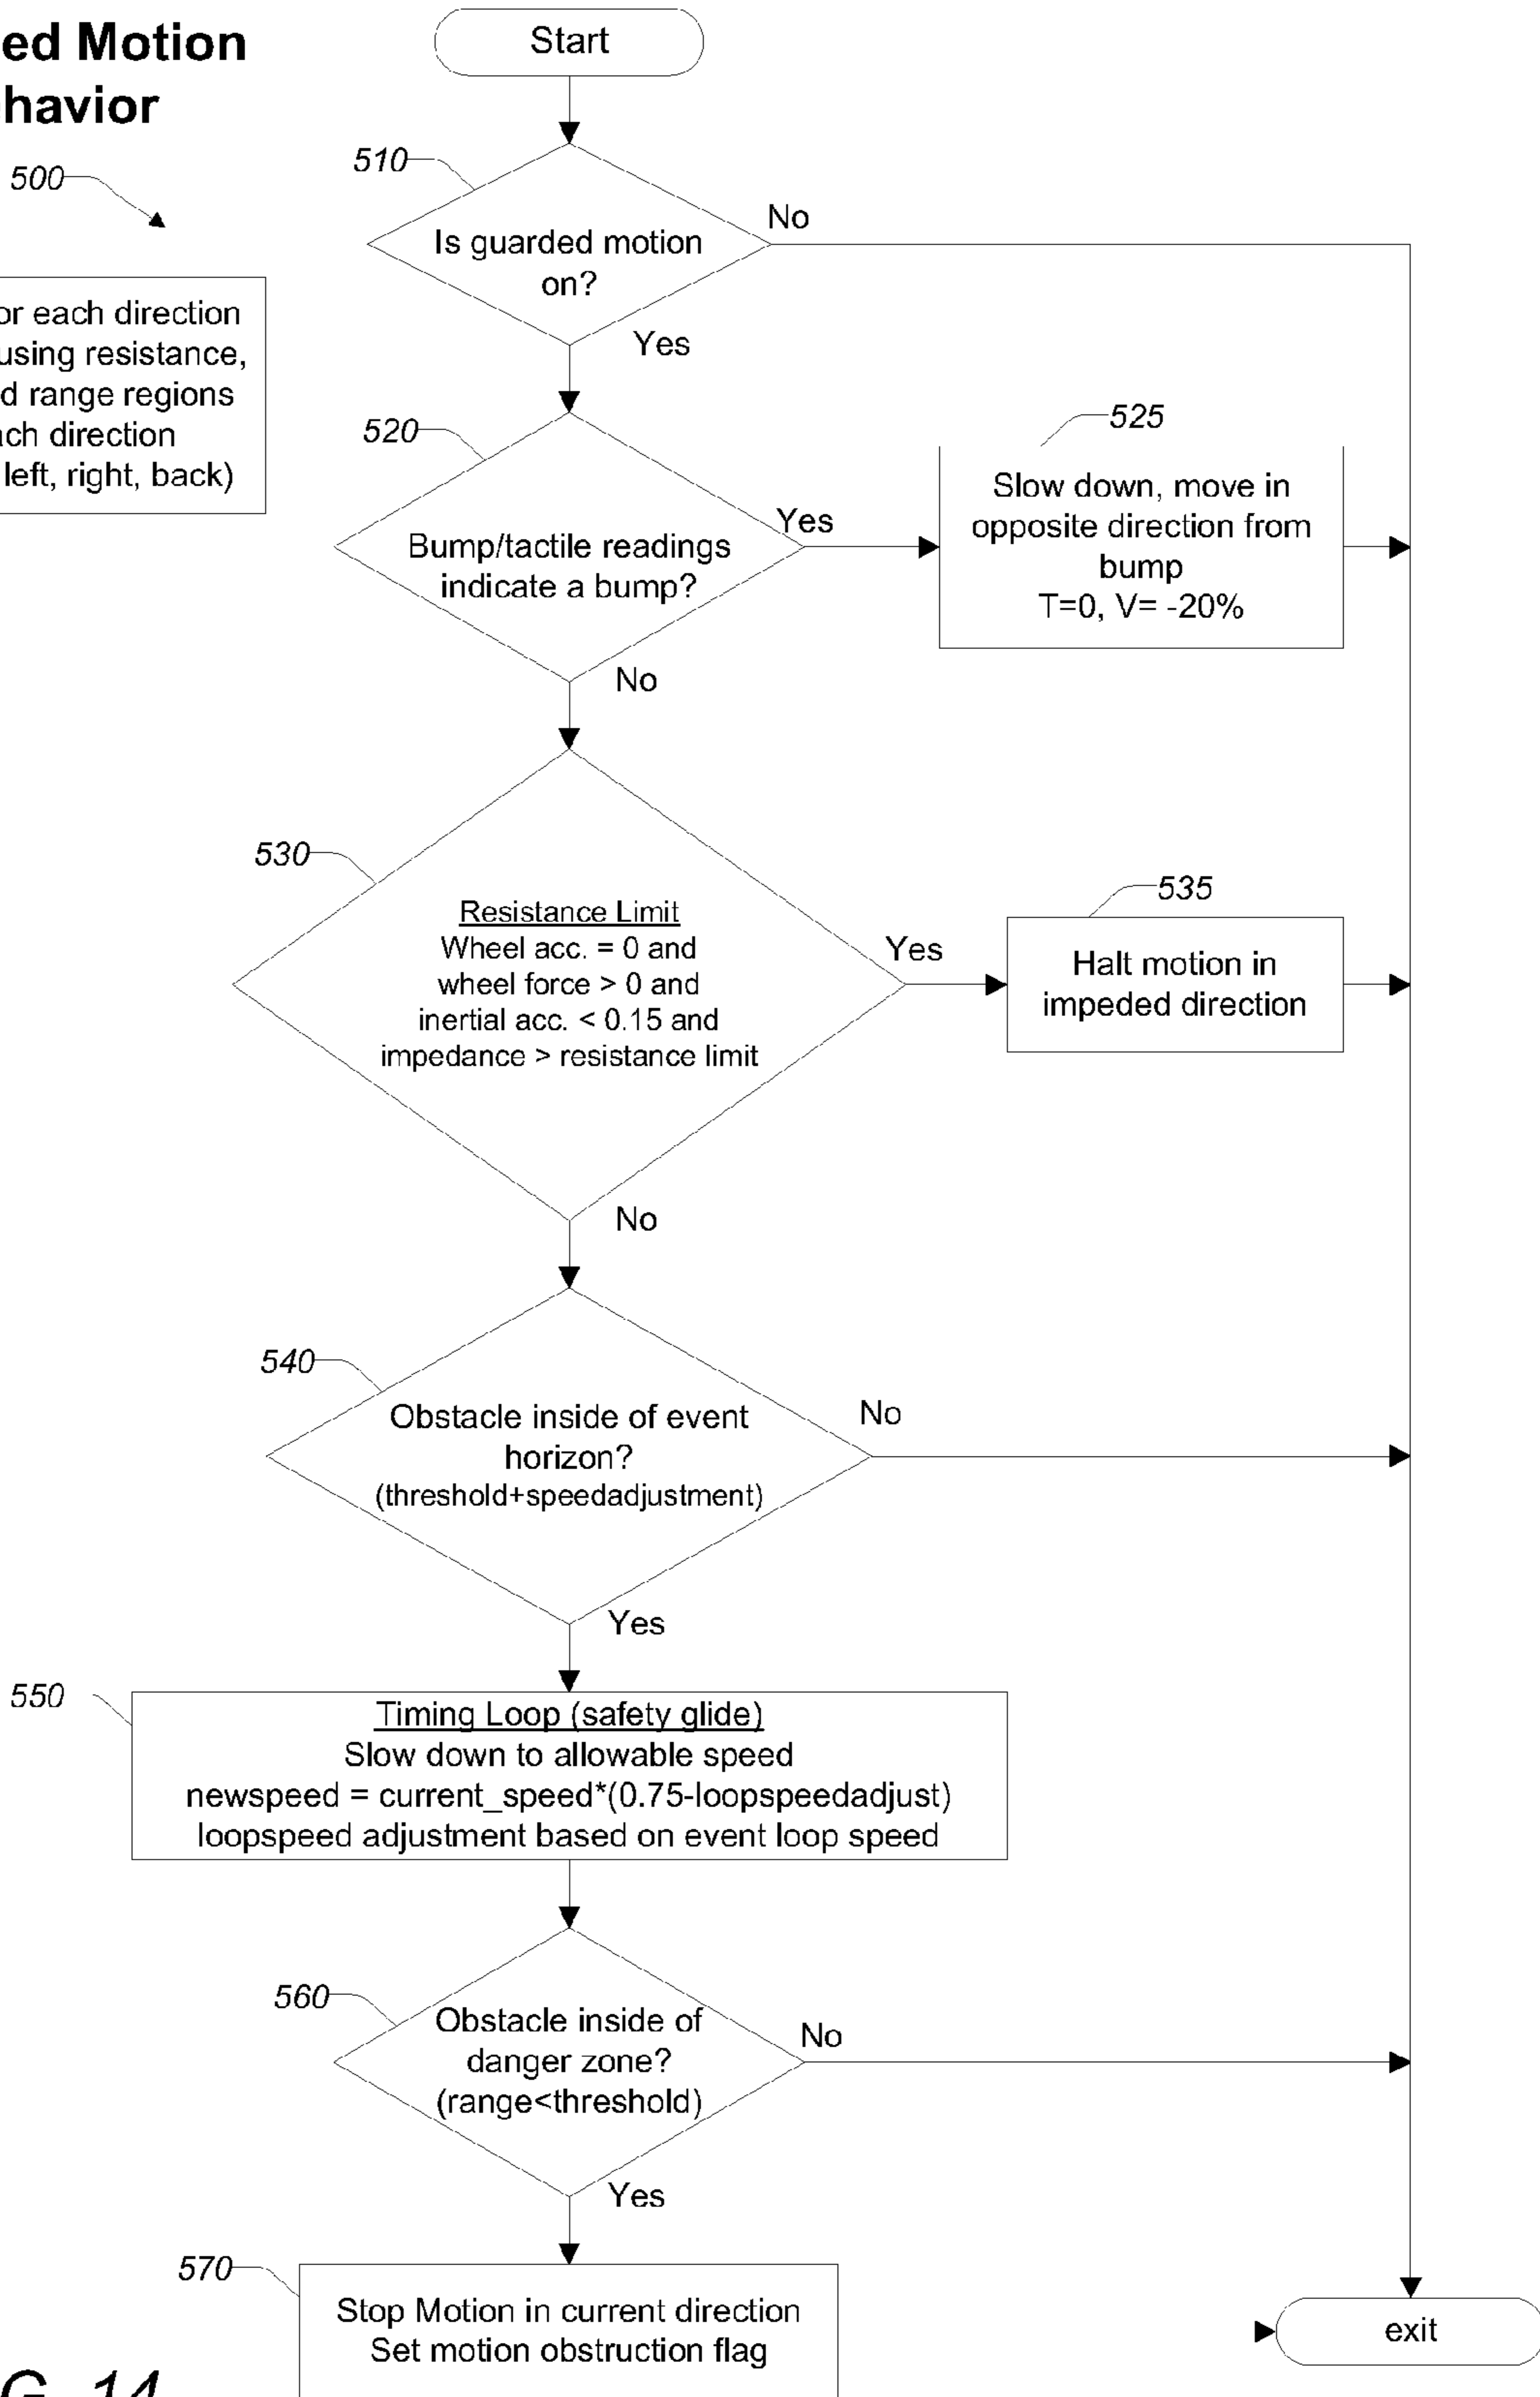 ed Motion
havior
500
or each direction
using resistance,
d range regions
ach direction
left, right, back)
Start
510
Is guarded motion
on?
No
Yes
520
Bump/tactile readings
indicate a bump?
Yes
No
525
Slow down, move in
opposite direction from
bump
T=0, V= -20%
530
Resistance Limit
Wheel acc. = 0 and
wheel force > 0 and
inertial acc. < 0.15 and
impedance > resistance limit
Yes
No
535
Halt motion in
impeded direction
540
Obstacle inside of event
horizon?
(threshold+speedadjustment)
No
Yes
550
Timing Loop (safety glide)
Slow down to allowable speed
newspeed = current_speed*(0.75-loopspeedadjust)
loopspeed adjustment based on event loop speed
560
Obstacle inside of
danger zone?
(range<threshold)
No
Yes
570
Stop Motion in current direction
Set motion obstruction flag
exit
G. 14